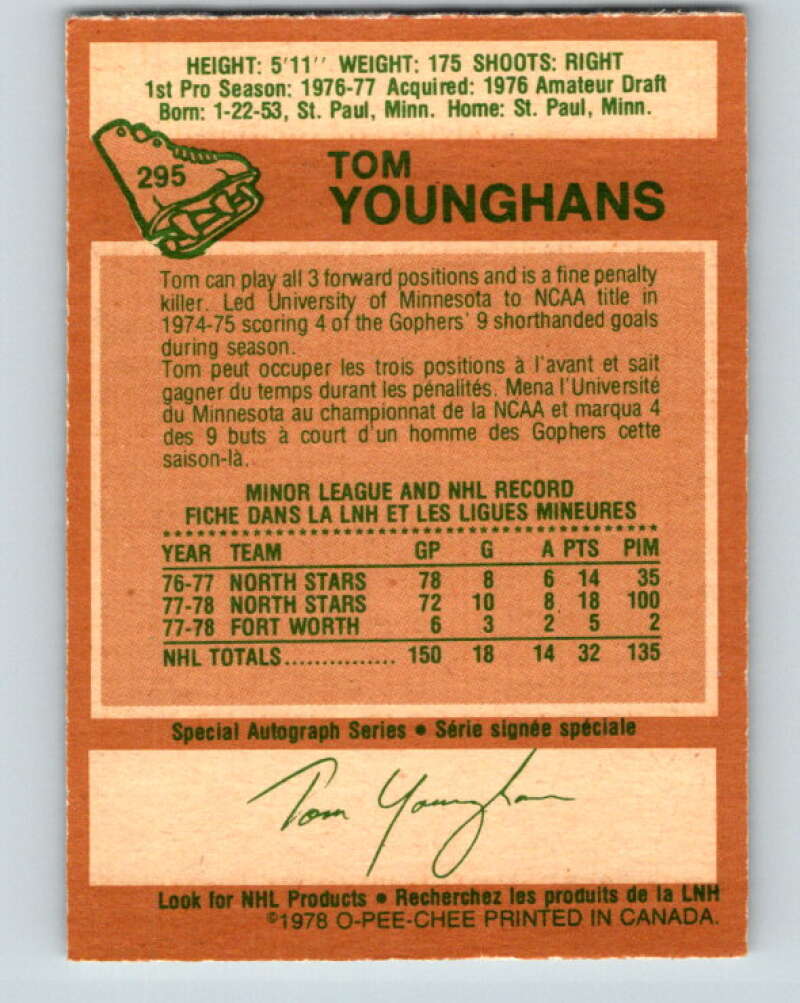 HEIGHT: 5'11'' WEIGHT: 175 SHOOTS: RIGHT
1st Pro Season: 1976-77 Acquired: 1976 Amateur Draft
Born: 1-22-53, St. Paul, Minn. Home: St. Paul, Minn.
295
TOM
YOUNGHANS
Tom can play all 3 forward positions and is a fine penalty
killer. Led University of Minnesota to NCAA title in
1974-75 scoring 4 of the Gophers' 9 shorthanded goals
during season.
Tom peut occuper les trois positions à l'avant et sait
gagner du temps durant les pénalités. Mena l'Université
du Minnesota au championnat de la NCAA et marqua 4
des 9 buts à court d'un homme des Gophers cette
saison-là.
MINOR LEAGUE AND NHL RECORD
FICHE DANS LA LNH ET LES LIGUES MINEURES
YEAR TEAM GP G A PTS PIM
76-77 NORTH STARS 78 8 6 14 35
77-78 NORTH STARS 72 10 8 18 100
77-78 FORT WORTH 6 3 2 5 2
NHL TOTALS................ 150 18 14 32 135
Special Autograph Series • Série signée spéciale
Tom Younghans
Look for NHL Products • Recherchez les produits de la LNH
©1978 O-PEE-CHEE PRINTED IN CANADA.